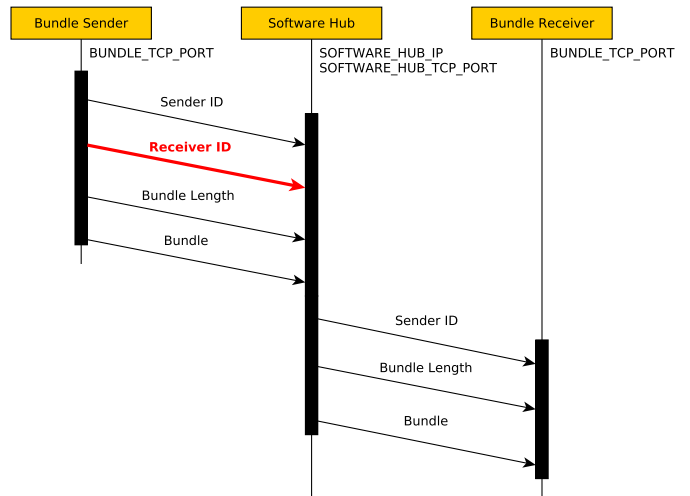 Bundle Sender
Software Hub
Bundle Receiver
BUNDLE_TCP_PORT
SOFTWARE_HUB_IP
SOFTWARE_HUB_TCP_PORT
BUNDLE_TCP_PORT
Sender ID
Receiver ID
Bundle Length
Bundle
Sender ID
Bundle Length
Bundle